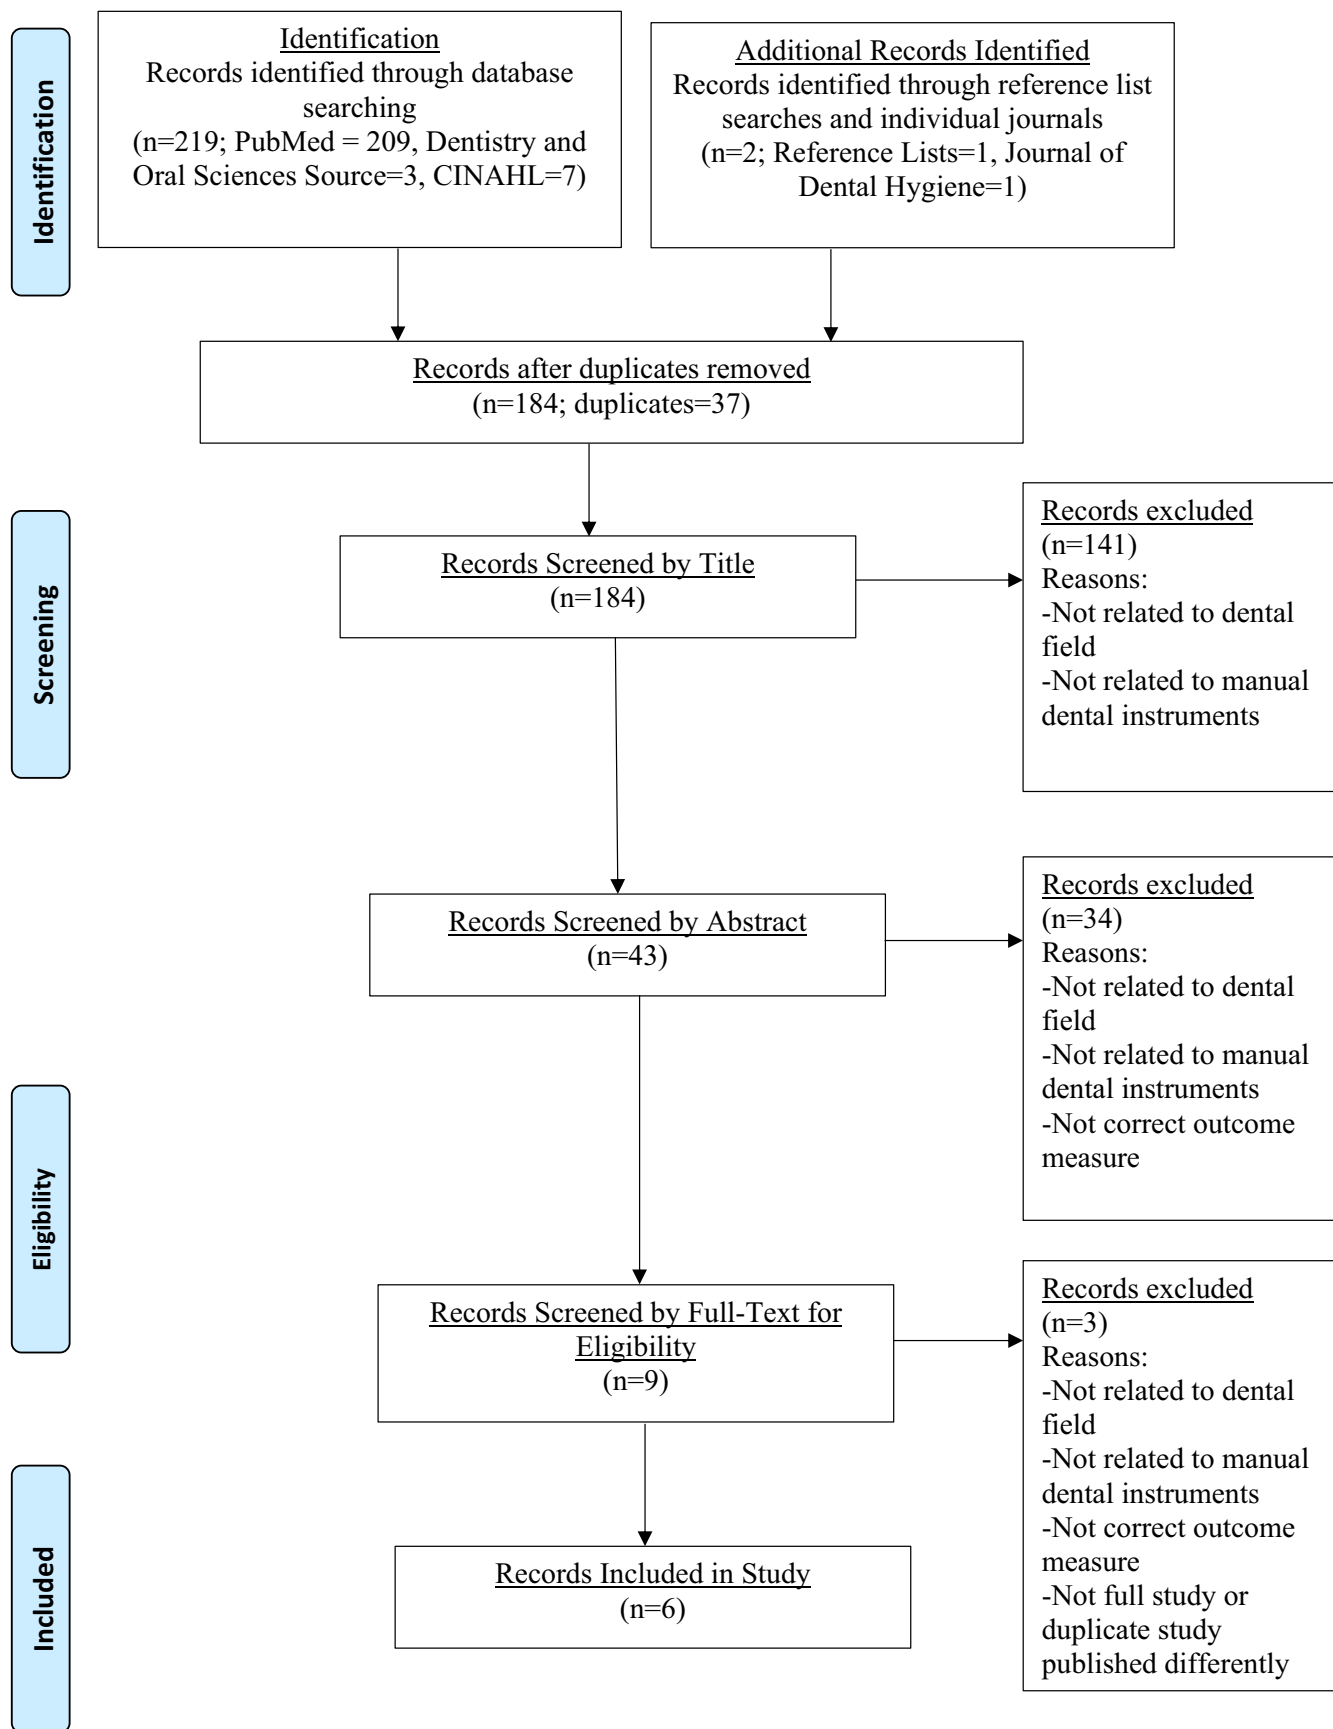 Identification
Identification
Records identified through database
searching
(n=219; PubMed = 209, Dentistry and
Oral Sciences Source=3, CINAHL=7)
Additional Records Identified
Records identified through reference list
searches and individual journals
(n=2; Reference Lists=1, Journal of
Dental Hygiene=1)
Records after duplicates removed
(n=184; duplicates=37)
Screening
Records Screened by Title
(n=184)
Records excluded
(n=141)
Reasons:
-Not related to dental
field
-Not related to manual
dental instruments
Records Screened by Abstract
(n=43)
Records excluded
(n=34)
Reasons:
-Not related to dental
field
-Not related to manual
dental instruments
-Not correct outcome
measure
Eligibility
Records Screened by Full-Text for
Eligibility
(n=9)
Records excluded
(n=3)
Reasons:
-Not related to dental
field
-Not related to manual
dental instruments
-Not correct outcome
measure
-Not full study or
duplicate study
published differently
Included
Records Included in Study
(n=6)